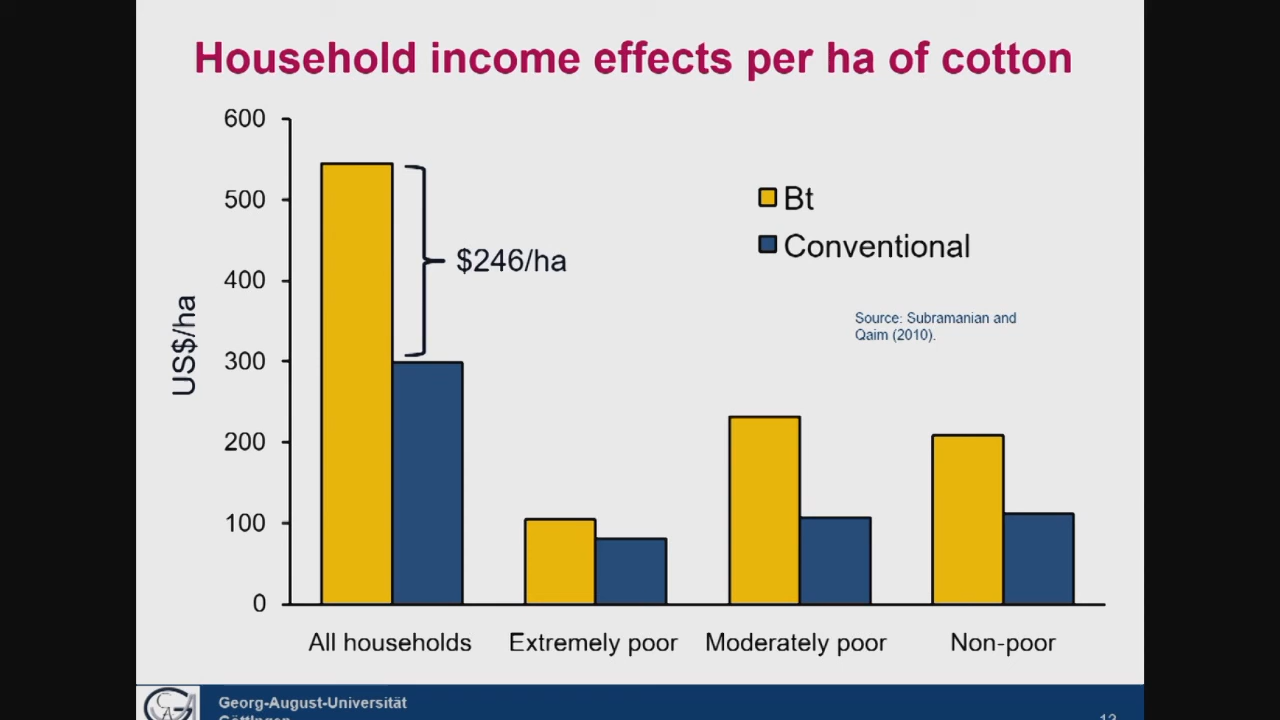 Household income effects per ha of cotton
600
500
400
300
200
100
0
US$/ha
$246/ha
Bt
Conventional
Source: Subramanian and
Qaim (2010).
All households
Extremely poor
Moderately poor
Non-poor
Georg-August-Universität
Göttingen